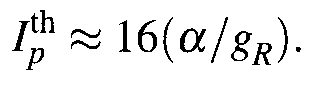 I_p^th ≈ 16(α/g_R).